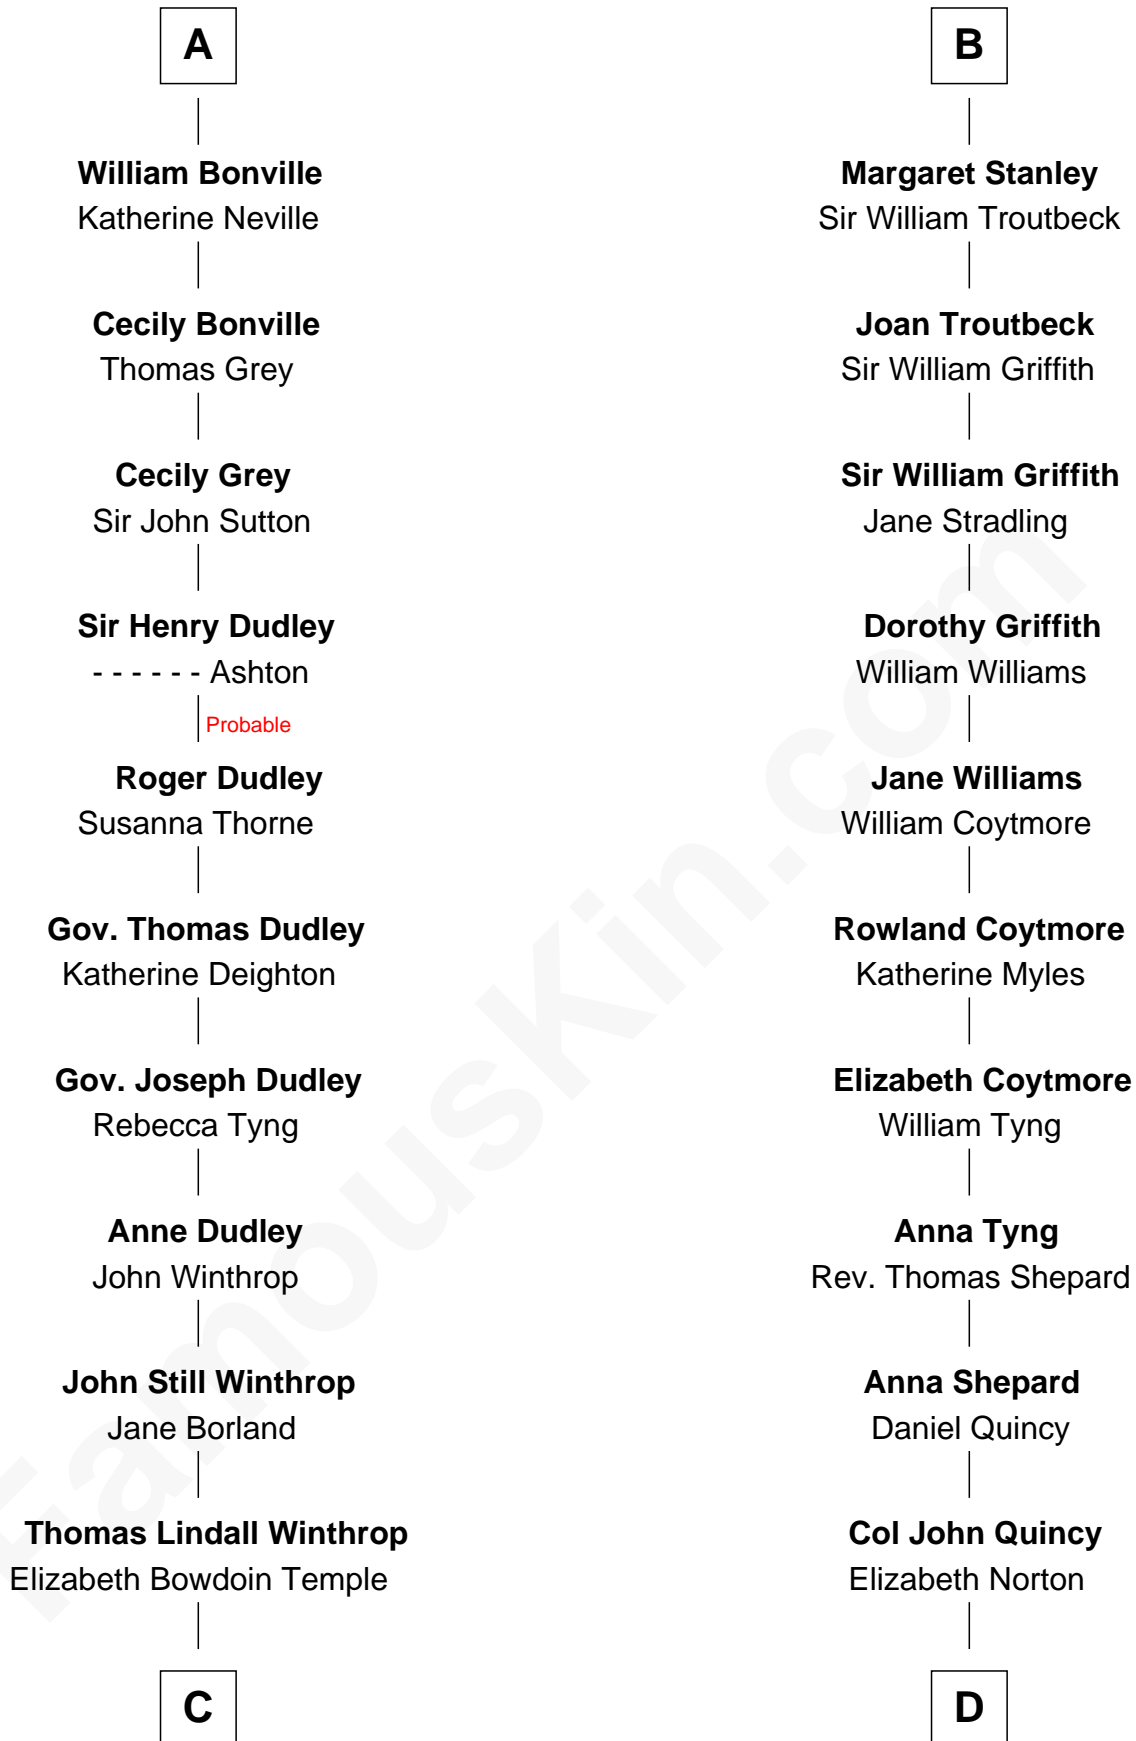 A
William Bonville
Katherine Neville
Cecily Bonville
Thomas Grey
Cecily Grey
Sir John Sutton
Sir Henry Dudley
- - - - - - Ashton
Probable
Roger Dudley
Susanna Thorne
Gov. Thomas Dudley
Katherine Deighton
Gov. Joseph Dudley
Rebecca Tyng
Anne Dudley
John Winthrop
John Still Winthrop
Jane Borland
Thomas Lindall Winthrop
Elizabeth Bowdoin Temple
C
B
Margaret Stanley
Sir William Troutbeck
Joan Troutbeck
Sir William Griffith
Sir William Griffith
Jane Stradling
Dorothy Griffith
William Williams
Jane Williams
William Coytmore
Rowland Coytmore
Katherine Myles
Elizabeth Coytmore
William Tyng
Anna Tyng
Rev. Thomas Shepard
Anna Shepard
Daniel Quincy
Col John Quincy
Elizabeth Norton
D
FamousKin.com